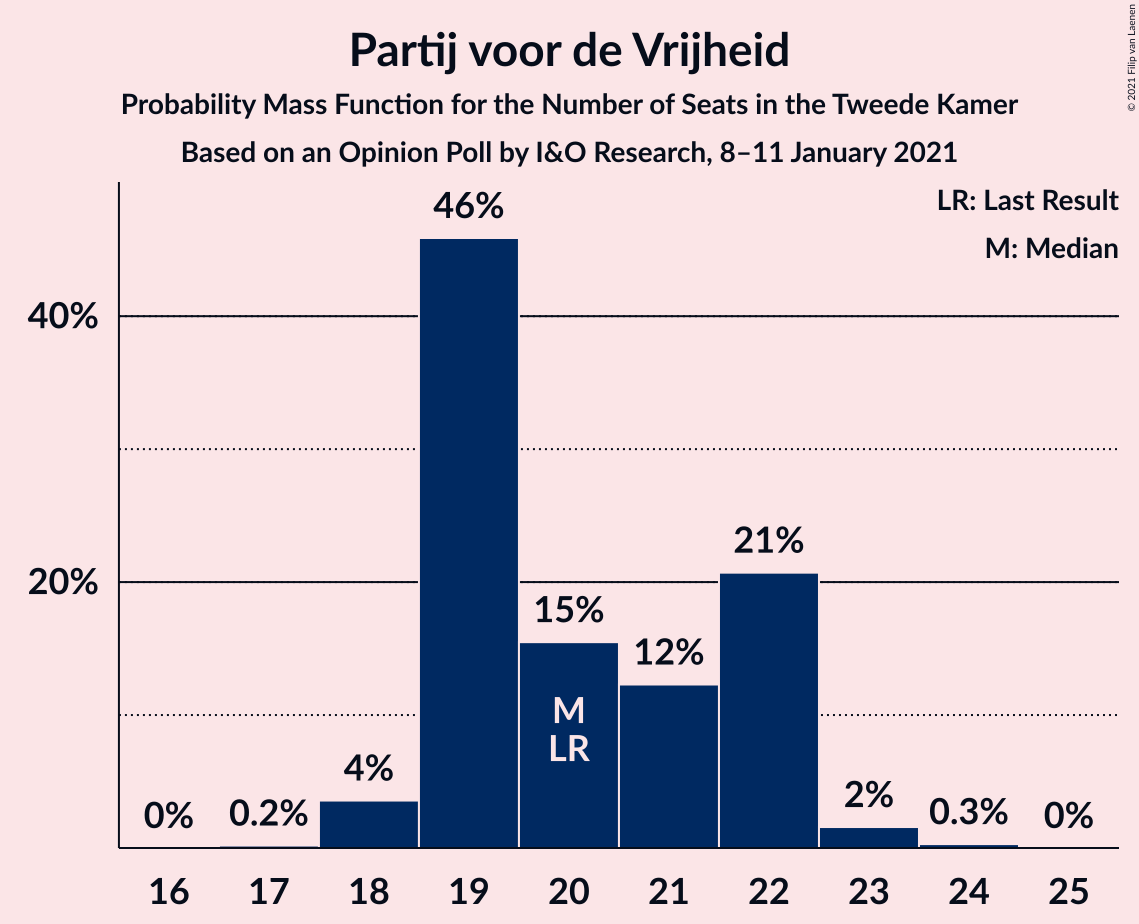 Partij voor de Vrijheid
Probability Mass Function for the Number of Seats in the Tweede Kamer
Based on an Opinion Poll by I&O Research, 8–11 January 2021
© 2021 Filip van Laenen
LR: Last Result
M: Median
46%
40%
21%
20%
15%
12%
M
LR
4%
2%
0%
0.2%
0.3%
0%
16 17 18 19 20 21 22 23 24 25